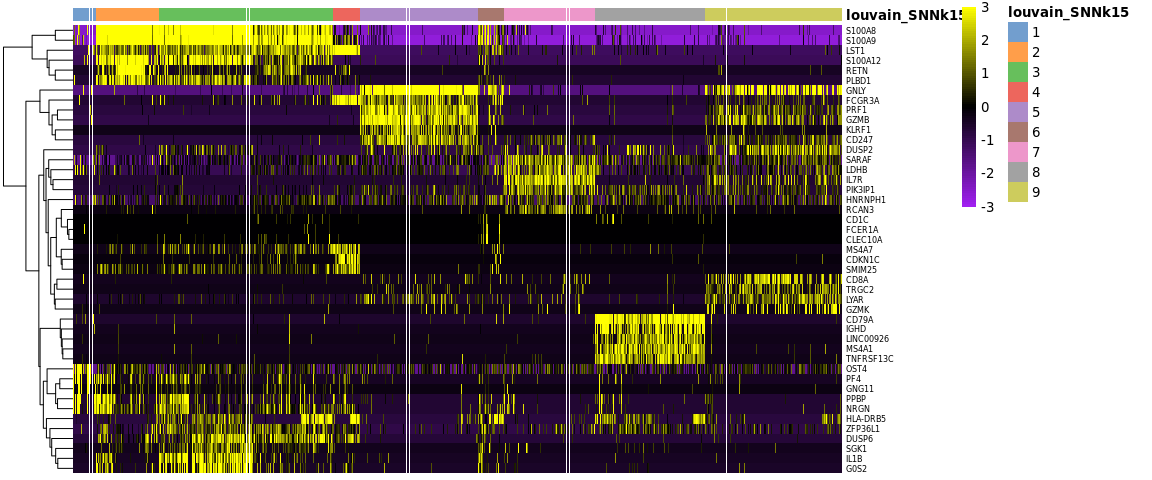 louvain_SNNk15
S100A8
S100A9
LST1
S100A12
RETN
PLBD1
GNLY
FCGR3A
PRF1
GZMB
KLRF1
CD247
DUSP2
SARAF
LDHB
IL7R
PIK3IP1
HNRNPH1
RCAN3
CD1C
FCER1A
CLEC10A
MS4A7
CDKN1C
SMIM25
CD8A
TRGC2
LYAR
GZMK
CD79A
IGHD
LINC00926
MS4A1
TNFRSF13C
OST4
PF4
GNG11
PPBP
NRGN
HLA-DRB5
ZFP36L1
DUSP6
SGK1
IL1B
G0S2
3
2
1
0
-1
-2
-3
louvain_SNNk15
1
2
3
4
5
6
7
8
9